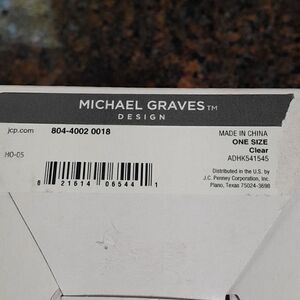 MICHAEL GRAVES™
DESIGN
jcp.com 804-4002 0018
MADE IN CHINA
ONE SIZE
Clear
ADHK541545
HO-05
Distributed in the U.S. by
J.C. Penney Corporation, Inc.
Plano, Texas 75024-3698
8 21614 06544 1